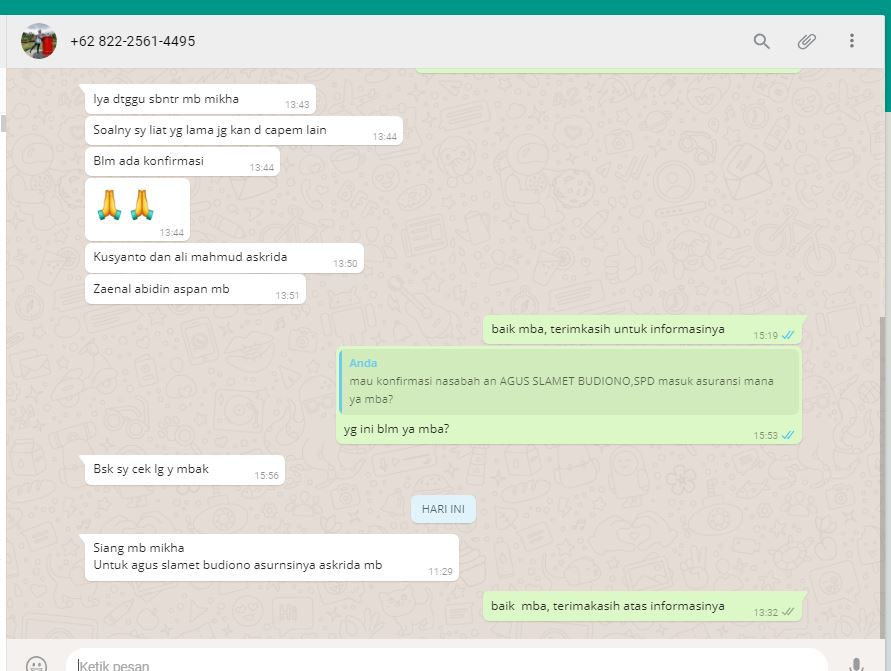 +62 822-2561-4495
Iya dtggu sbntr mb mikha
13:43
Soalny sy liat yg lama jg kan d capem lain
13:44
Blm ada konfirmasi
13:44
13:44
Kusyanto dan ali mahmud askrida
13:50
Zaenal abidin aspan mb
13:51
baik mba, terimkasih untuk informasinya
15:19
Anda
mau konfirmasi nasabah an AGUS SLAMET BUDIONO,SPD masuk asuransi mana
ya mba?
yg ini blm ya mba?
15:53
Bsk sy cek lg y mbak
15:56
HARI INI
Siang mb mikha
Untuk agus slamet budiono asurnsinya askrida mb
11:29
baik  mba, terimakasih atas informasinya
13:32
Ketik pesan